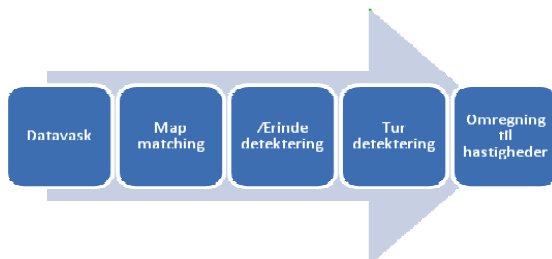 Datavask
Map
matching
Ærinde
detektering
Tur
detektering
Omregning
til
hastigheder